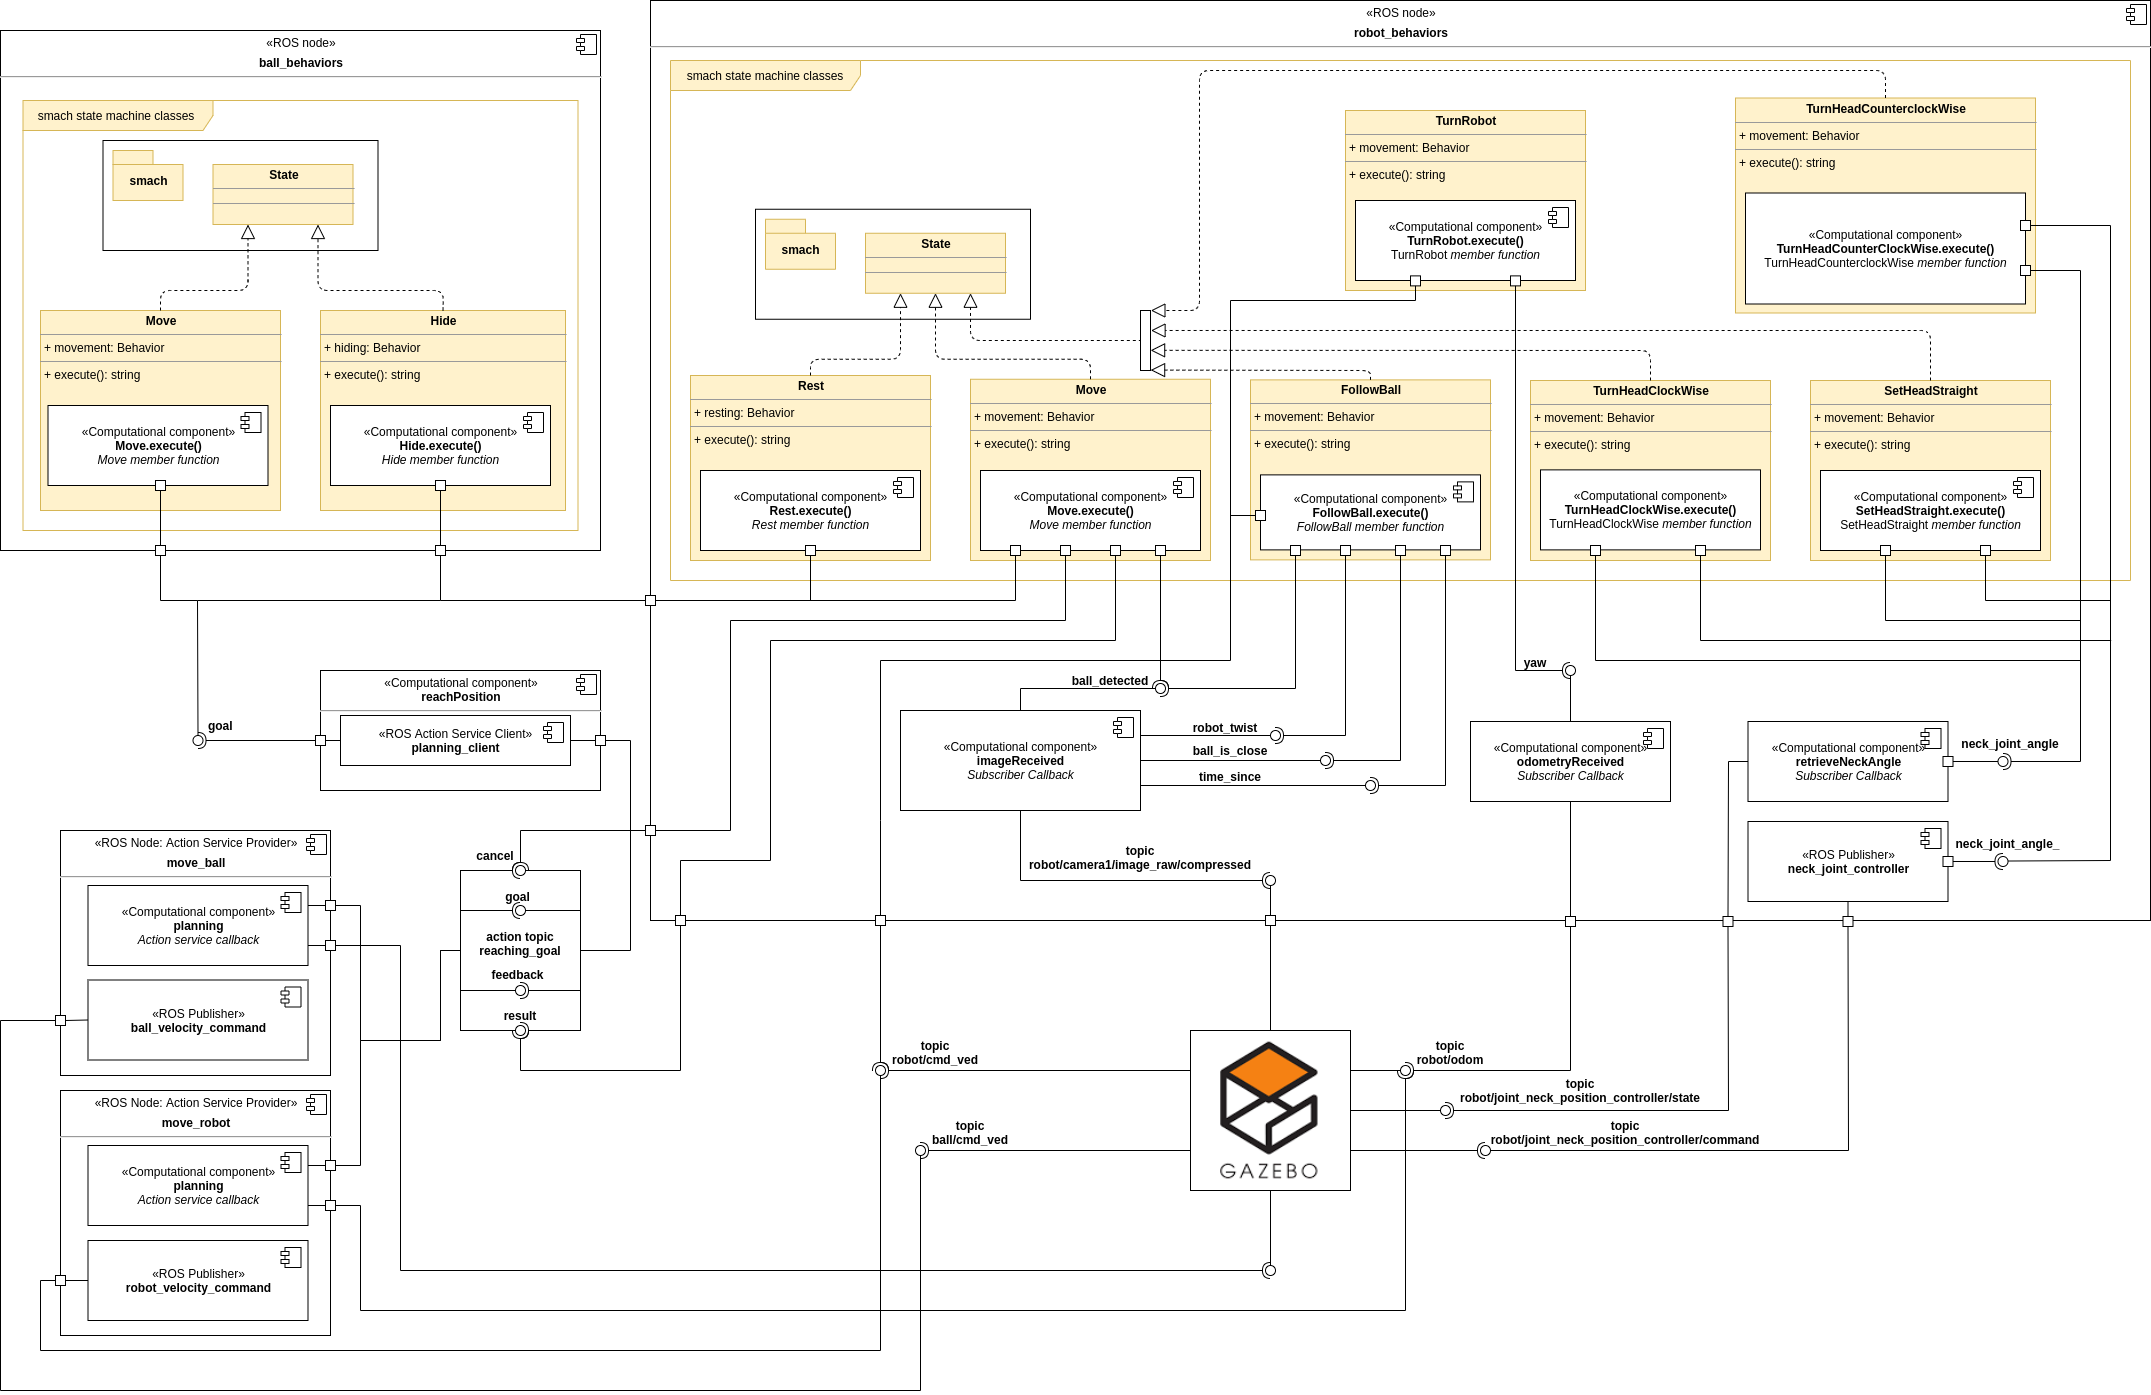 «ROS node»
ball_behaviors
smach state machine classes
smach
State
Move
+ movement: Behavior
+ execute(): string
«Computational component»
Move.execute()
Move member function
Hide
+ hiding: Behavior
+ execute(): string
«Computational component»
Hide.execute()
Hide member function
«ROS node»
robot_behaviors
smach state machine classes
smach
State
TurnRobot
+ movement: Behavior
+ execute(): string
«Computational component»
TurnRobot.execute()
TurnRobot member function
TurnHeadCounterclockWise
+ movement: Behavior
+ execute(): string
«Computational component»
TurnHeadCounterClockWise.execute()
TurnHeadCounterclockWise member function
Rest
+ resting: Behavior
+ execute(): string
«Computational component»
Rest.execute()
Rest member function
Move
+ movement: Behavior
+ execute(): string
«Computational component»
Move.execute()
Move member function
FollowBall
+ movement: Behavior
+ execute(): string
«Computational component»
FollowBall.execute()
FollowBall member function
TurnHeadClockWise
+ movement: Behavior
+ execute(): string
«Computational component»
TurnHeadClockWise.execute()
TurnHeadClockWise member function
SetHeadStraight
+ movement: Behavior
+ execute(): string
«Computational component»
SetHeadStraight.execute()
SetHeadStraight member function
goal
«Computational component»
reachPosition
«ROS Action Service Client»
planning_client
ball_detected
«Computational component»
imageReceived
Subscriber Callback
robot_twist
ball_is_close
time_since
yaw
«Computational component»
odometryReceived
Subscriber Callback
«Computational component»
retrieveNeckAngle
Subscriber Callback
neck_joint_angle
«ROS Publisher»
neck_joint_controller
neck_joint_angle_
topic
robot/camera1/image_raw/compressed
«ROS Node: Action Service Provider»
move_ball
«Computational component»
planning
Action service callback
«ROS Publisher»
ball_velocity_command
cancel
goal
action topic
reaching_goal
feedback
result
«ROS Node: Action Service Provider»
move_robot
«Computational component»
planning
Action service callback
«ROS Publisher»
robot_velocity_command
topic
robot/cmd_ved
topic
ball/cmd_ved
GAZEBO
topic
robot/odom
topic
robot/joint_neck_position_controller/state
topic
robot/joint_neck_position_controller/command